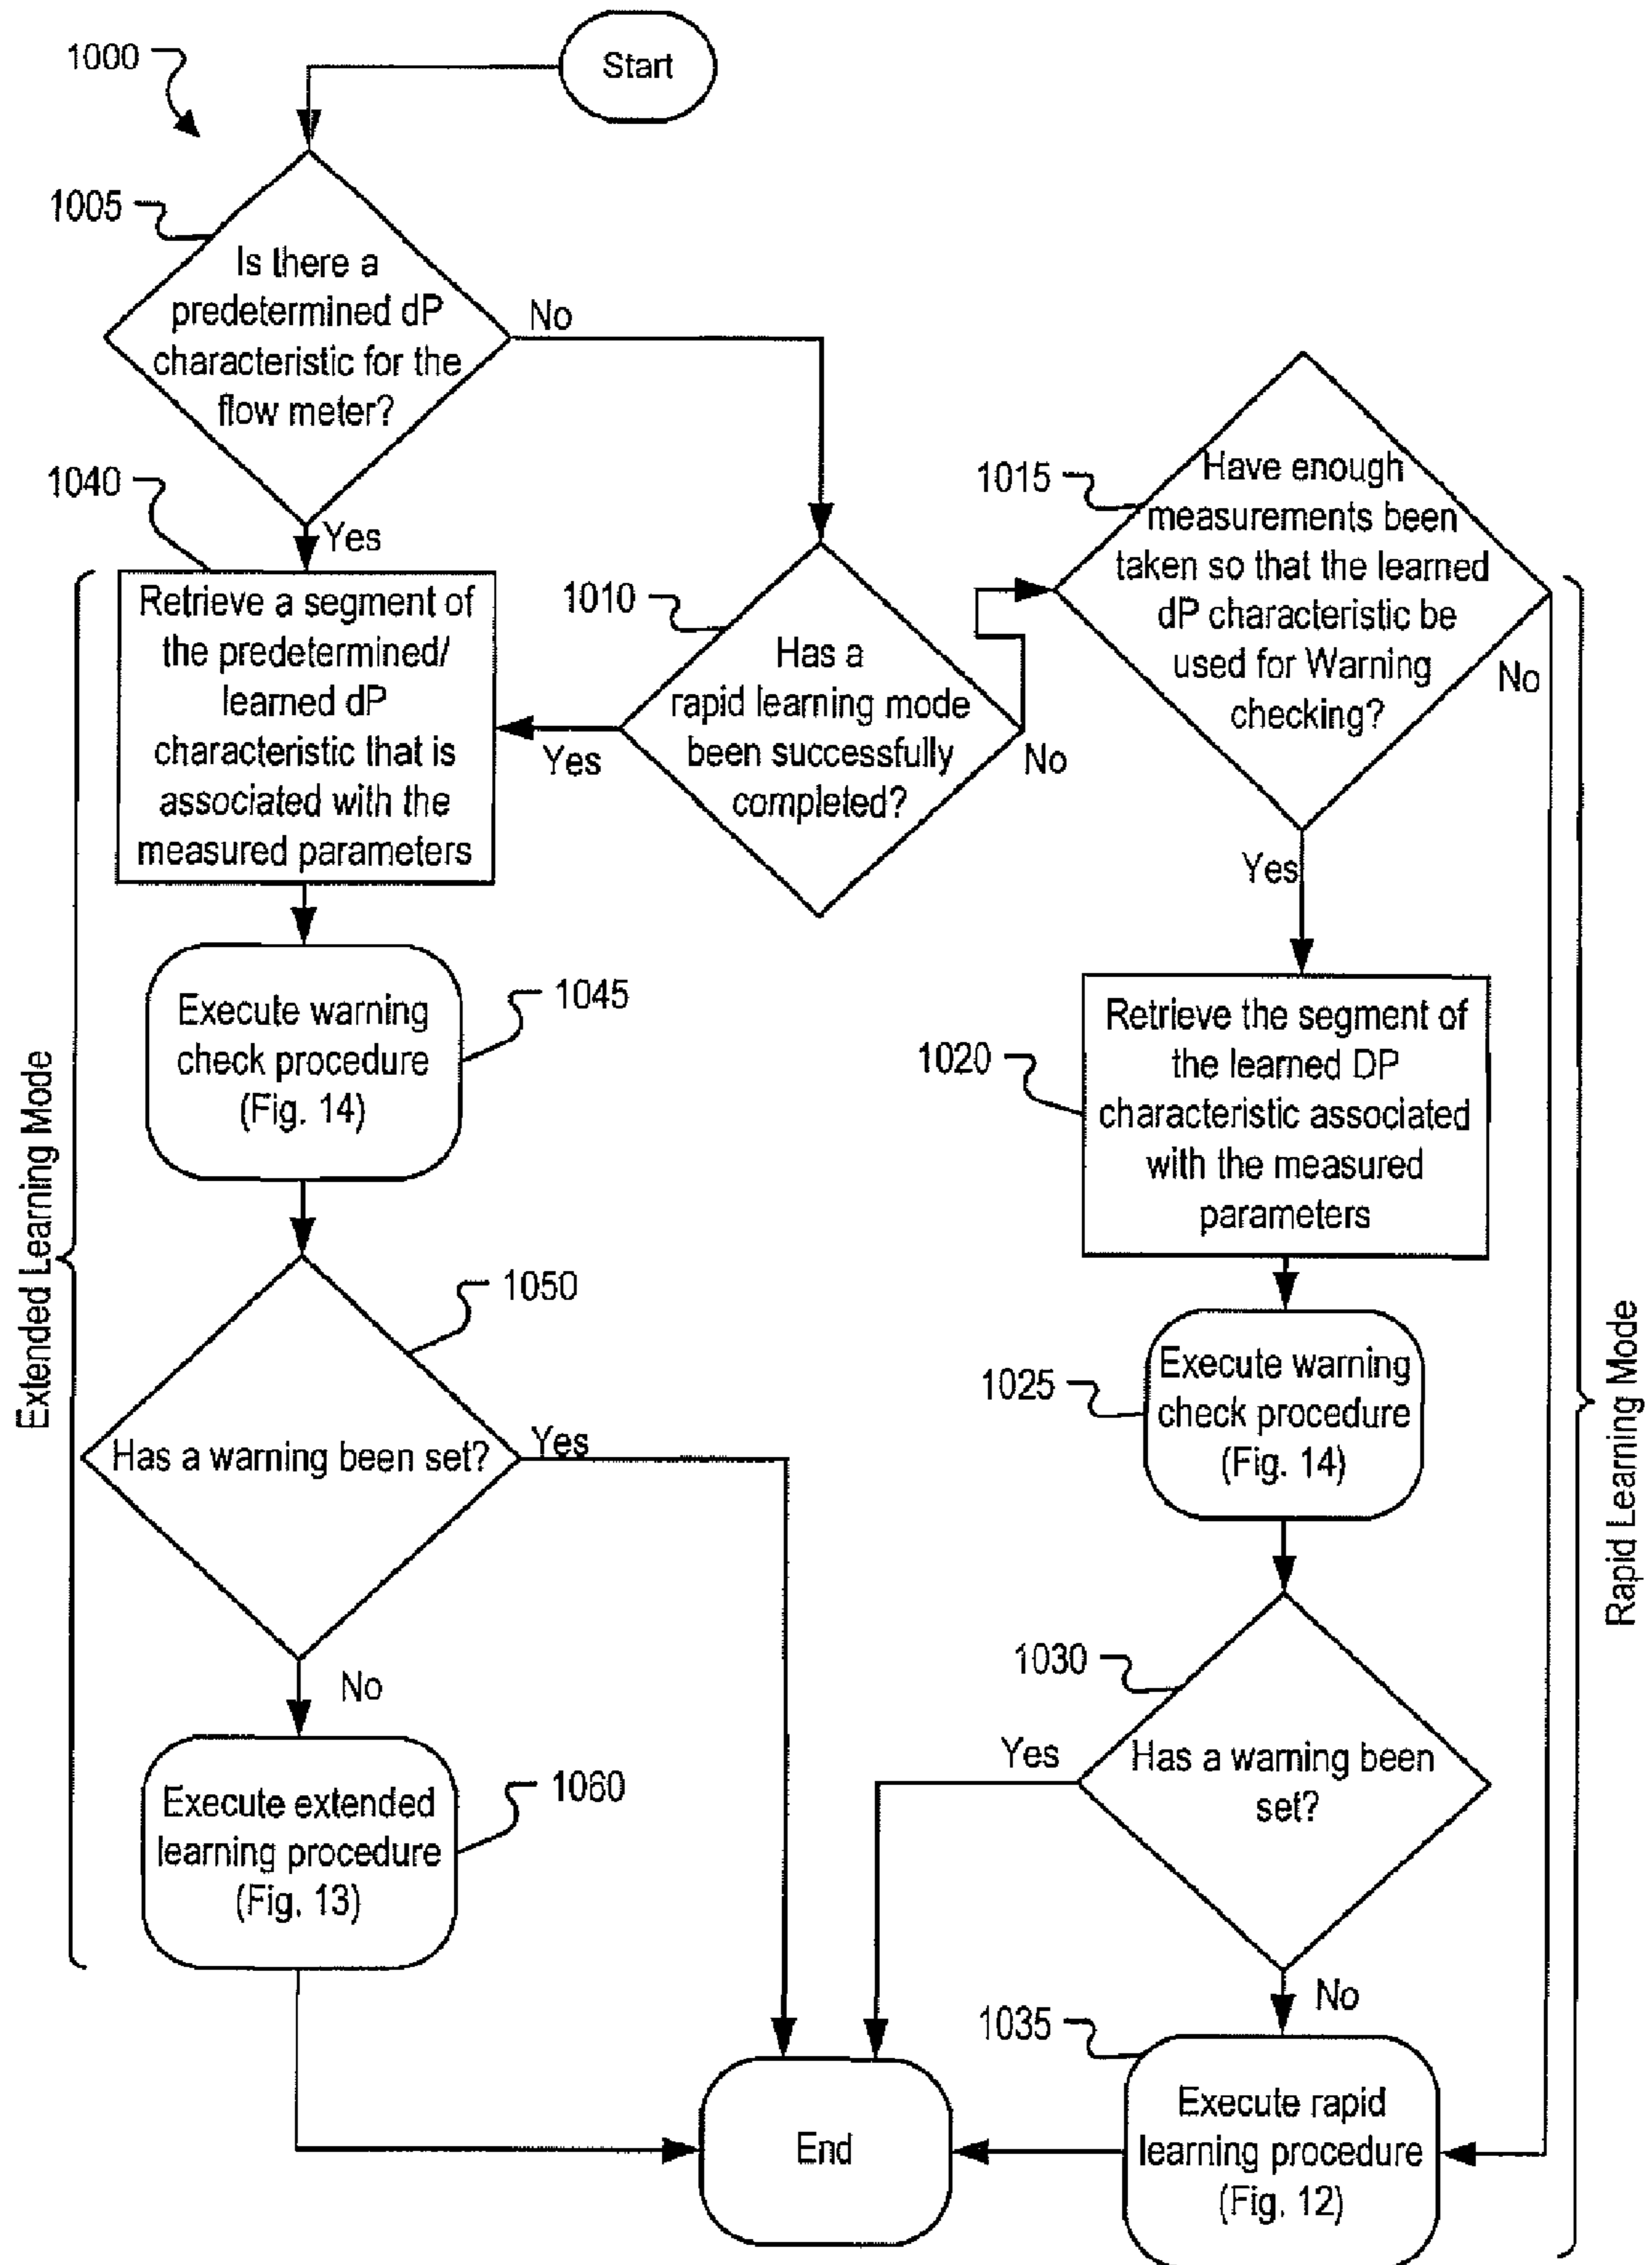 1000
Start
1005
Is there a
predetermined dP
characteristic for the
flow meter?
No
Yes
1040
Retrieve a segment of
the predetermined/
learned dP
characteristic that is
associated with the
measured parameters
1010
Has a
rapid learning mode
been successfully
completed?
Yes
No
1015
Have enough
measurements been
taken so that the learned
dP characteristic be
used for Warning
checking?
No
Yes
1020
Retrieve the segment of
the learned DP
characteristic associated
with the measured
parameters
1045
Execute warning
check procedure
(Fig. 14)
Extended Learning Mode
1050
Has a warning been set?
Yes
No
1060
Execute extended
learning procedure
(Fig. 13)
1025
Execute warning
check procedure
(Fig. 14)
Rapid Learning Mode
1030
Has a warning been
set?
Yes
No
1035
Execute rapid
learning procedure
(Fig. 12)
End